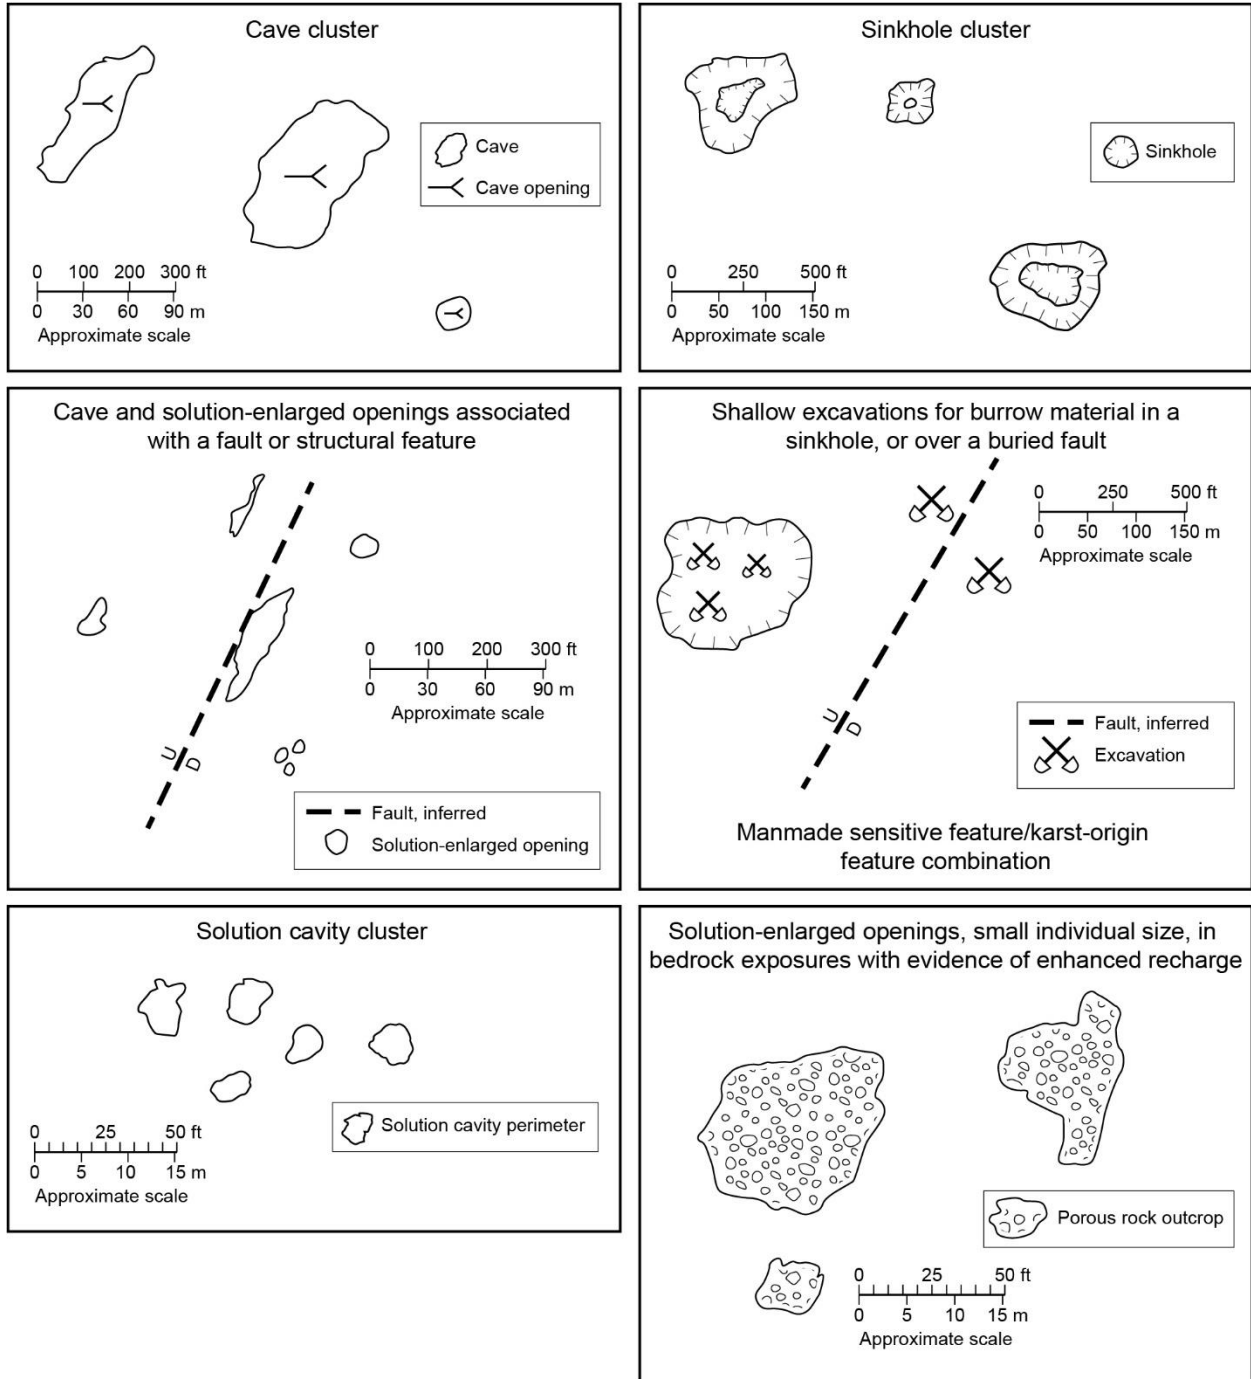 Cave cluster
Cave
Cave opening
0 100 200 300 ft
0 30 60 90 m
Approximate scale
Sinkhole cluster
Sinkhole
0 250 500 ft
0 50 100 150 m
Approximate scale
Cave and solution-enlarged openings associated
with a fault or structural feature
0 100 200 300 ft
0 30 60 90 m
Approximate scale
U
D
Fault, inferred
Solution-enlarged opening
Shallow excavations for burrow material in a
sinkhole, or over a buried fault
0 250 500 ft
0 50 100 150 m
Approximate scale
U
D
Fault, inferred
Excavation
Manmade sensitive feature/karst-origin
feature combination
Solution cavity cluster
Solution cavity perimeter
0 25 50 ft
0 5 10 15 m
Approximate scale
Solution-enlarged openings, small individual size, in
bedrock exposures with evidence of enhanced recharge
Porous rock outcrop
0 25 50 ft
0 5 10 15 m
Approximate scale